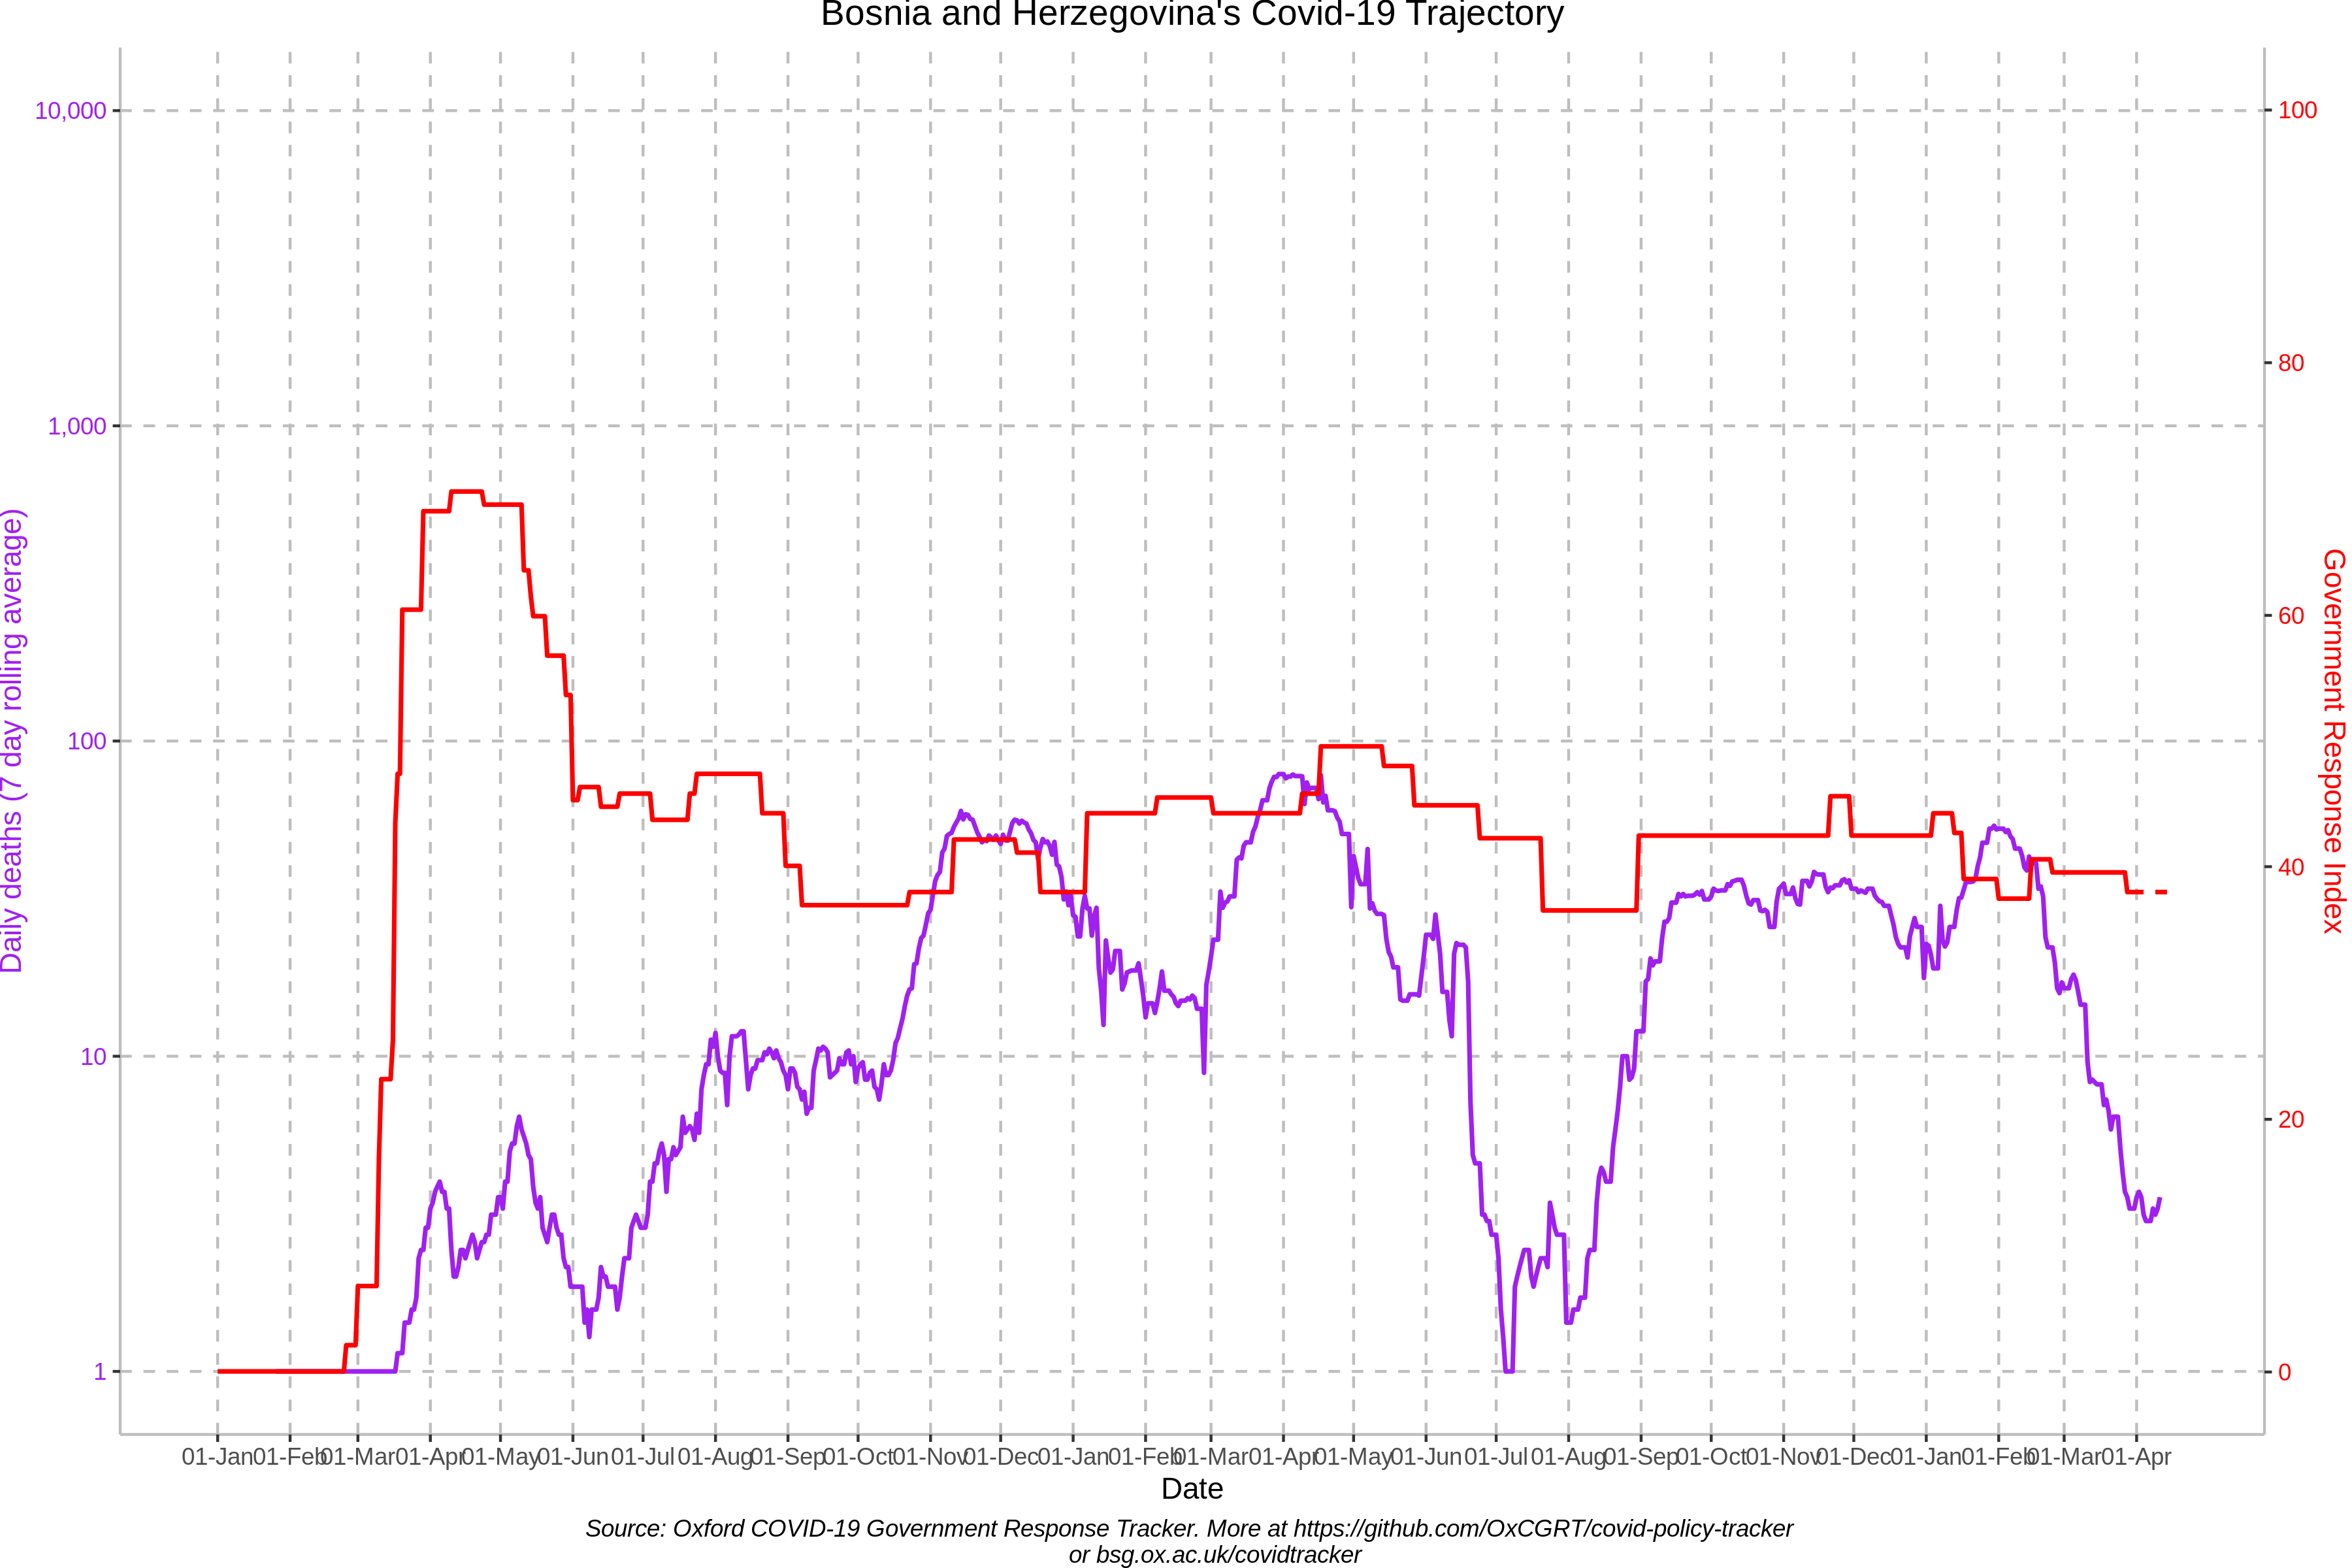 Bosnia and Herzegovina's Covid-19 Trajectory
10,000
1,000
100
10
1
Daily deaths (7 day rolling average)
100
80
60
40
20
0
Government Response Index
01-Jan 01-Feb 01-Mar 01-Apr 01-May 01-Jun 01-Jul 01-Aug 01-Sep 01-Oct 01-Nov 01-Dec 01-Jan 01-Feb 01-Mar 01-Apr 01-May 01-Jun 01-Jul 01-Aug 01-Sep 01-Oct 01-Nov 01-Dec 01-Jan 01-Feb 01-Mar 01-Apr
Date
Source: Oxford COVID-19 Government Response Tracker. More at https://github.com/OxCGRT/covid-policy-tracker
or bsg.ox.ac.uk/covidtracker